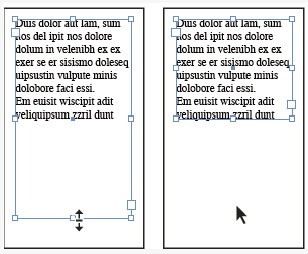 Duis dolor aut lam, sum
nos del ipit nos dolore
dolum in velenibh ex ex
exer se er sisismo doleseq
uipsustin vulpute minis
dolobore faci essi.
Em euisit wiscipit adit
veliquipsum zzril dunt
Duis dolor aut lam, sum
nos del ipit nos dolore
dolum in velenibh ex ex
exer se er sisismo doleseq
uipsustin vulpute minis
dolobore faci essi.
Em euisit wiscipit adit
veliquipsum zzril dunt